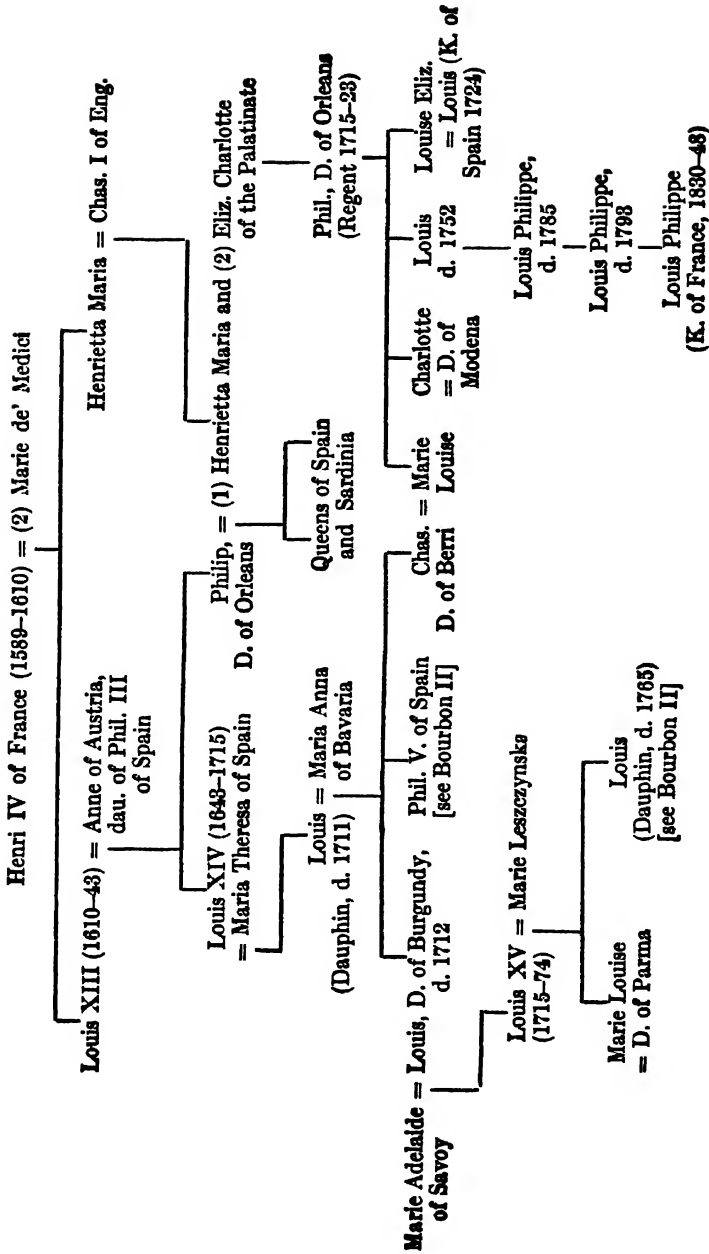 Henri IV of France (1589–1610) = (2) Marie de' Medici
Louis XIII (1610–43) = Anne of Austria,
dau. of Phil. III
of Spain
Henrietta Maria = Chas. I of Eng.
Louis XIV (1643–1715)
= Maria Theresa of Spain
Philip, = (1) Henrietta Maria and (2) Eliz. Charlotte
D. of Orleans
of the Palatinate
Louis = Maria Anna
(Dauphin, d. 1711)
of Bavaria
Queens of Spain
and Sardinia
Phil., D. of Orleans
(Regent 1715–23)
Marie Adelaide = Louis, D. of Burgundy,
of Savoy
d. 1712
Phil. V. of Spain
[see Bourbon II]
Chas. = Marie
D. of Berri
Louise
Charlotte
= D. of
Modena
Louis
d. 1752
Louise Eliz.
= Louis (K. of
Spain 1724)
Louis XV = Marie Leszczynska
(1715–74)
Louis Philippe,
d. 1785
Marie Louise
= D. of Parma
Louis
(Dauphin, d. 1765)
[see Bourbon II]
Louis Philippe,
d. 1793
Louis Philippe
(K. of France, 1830–48)